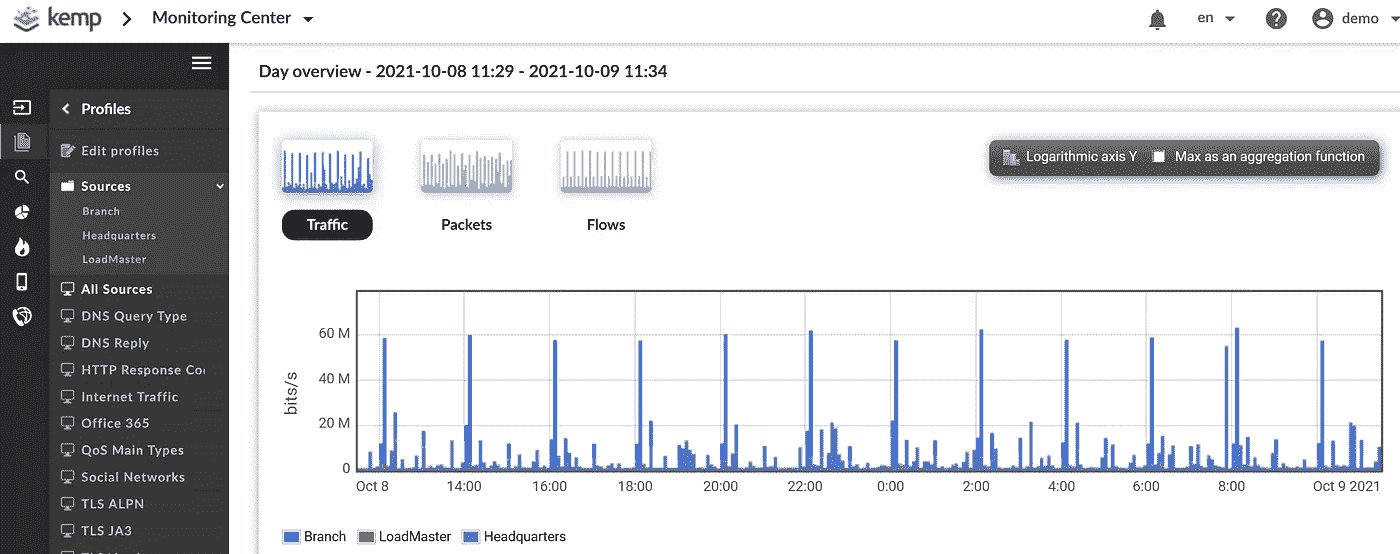 kemp Monitoring Center en demo
Day overview - 2021-10-08 11:29 - 2021-10-09 11:34
Profiles
Edit profiles
Sources
Branch
Headquarters
LoadMaster
All Sources
DNS Query Type
DNS Reply
HTTP Response Co
Internet Traffic
Office 365
QoS Main Types
Social Networks
TLS ALPN
TLS JA3
Traffic Packets Flows
Logarithmic axis Y Max as an aggregation function
bits/s
60 M
40 M
20 M
0
Oct 8 14:00 16:00 18:00 20:00 22:00 0:00 2:00 4:00 6:00 8:00 Oct 9 2021
Branch LoadMaster Headquarters